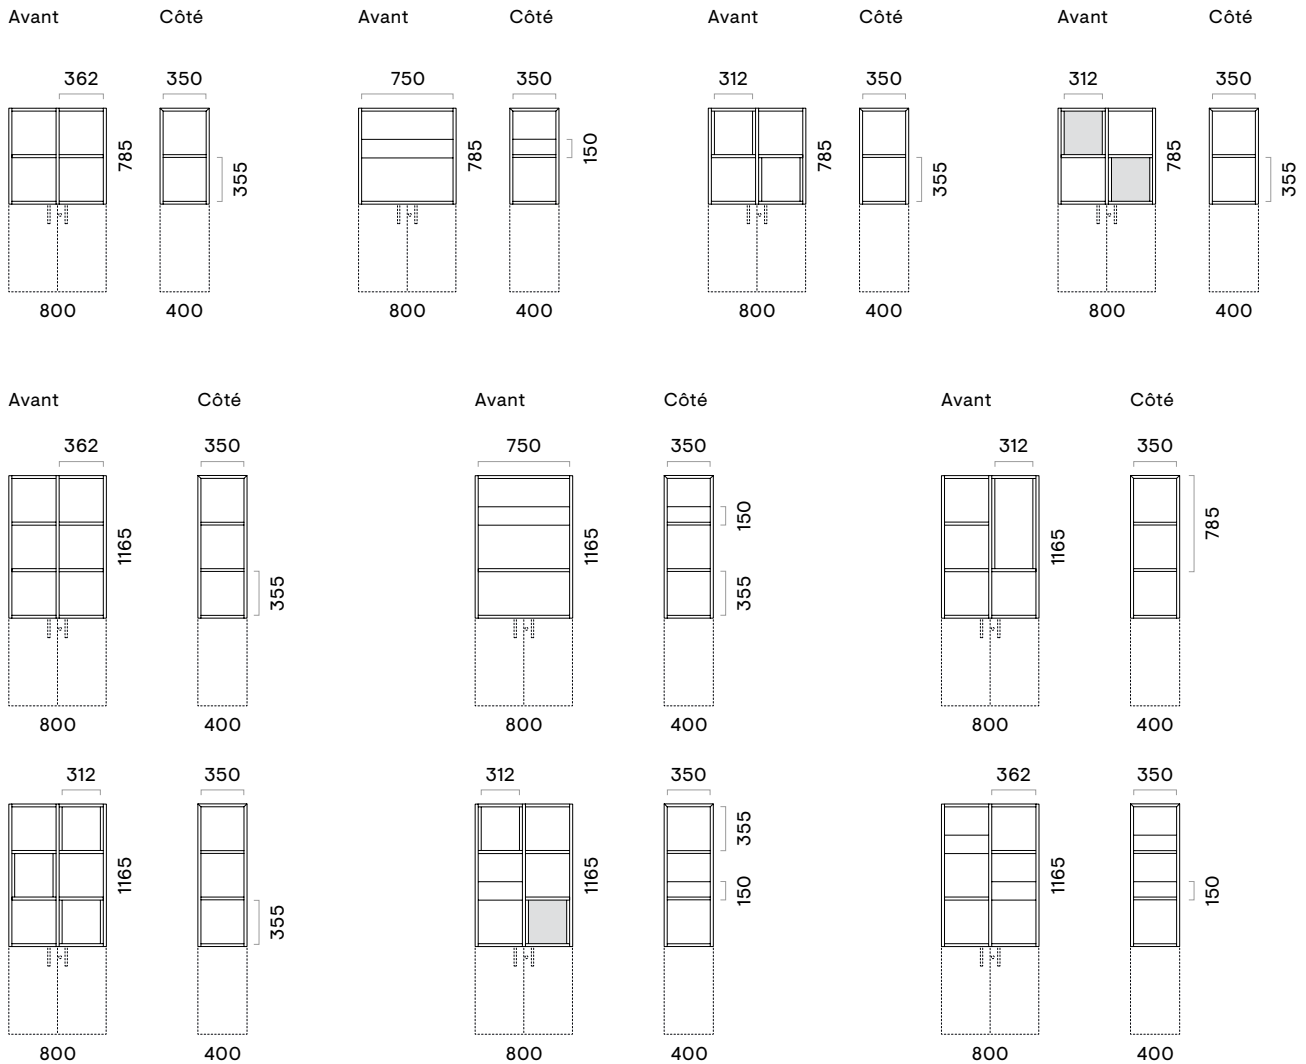 Avant Côté Avant Côté Avant Côté Avant Côté
362 350 750 350 312 350 312 350
785 355 785 150 785 355 785 355
800 400 800 400 800 400 800 400
Avant Côté Avant Côté Avant Côté
362 350 750 350 312 350
1165 355 1165 150 355 1165 785
800 400 800 400 800 400
312 350 312 350 362 350
1165 355 1165 355 150 1165 150
800 400 800 400 800 400